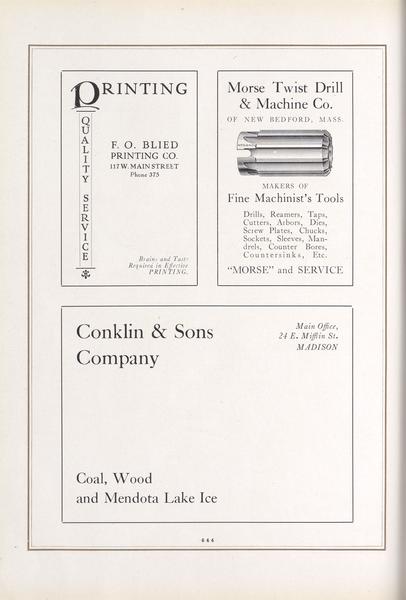 PRINTING
QUALITY SERVICE
F. O. BLIED
PRINTING CO.
117 W. MAIN STREET
Phone 375
Brains and Taste
Required in Effective
PRINTING.
Morse Twist Drill
& Machine Co.
OF NEW BEDFORD, MASS.
MAKERS OF
Fine Machinist's Tools
Drills, Reamers, Taps,
Cutters, Arbors, Dies,
Screw Plates, Chucks,
Sockets, Sleeves, Man-
drels, Counter Bores,
Countersinks, Etc.
"MORSE" and SERVICE
Conklin & Sons
Company
Main Office,
24 E. Mifflin St.
MADISON
Coal, Wood
and Mendota Lake Ice